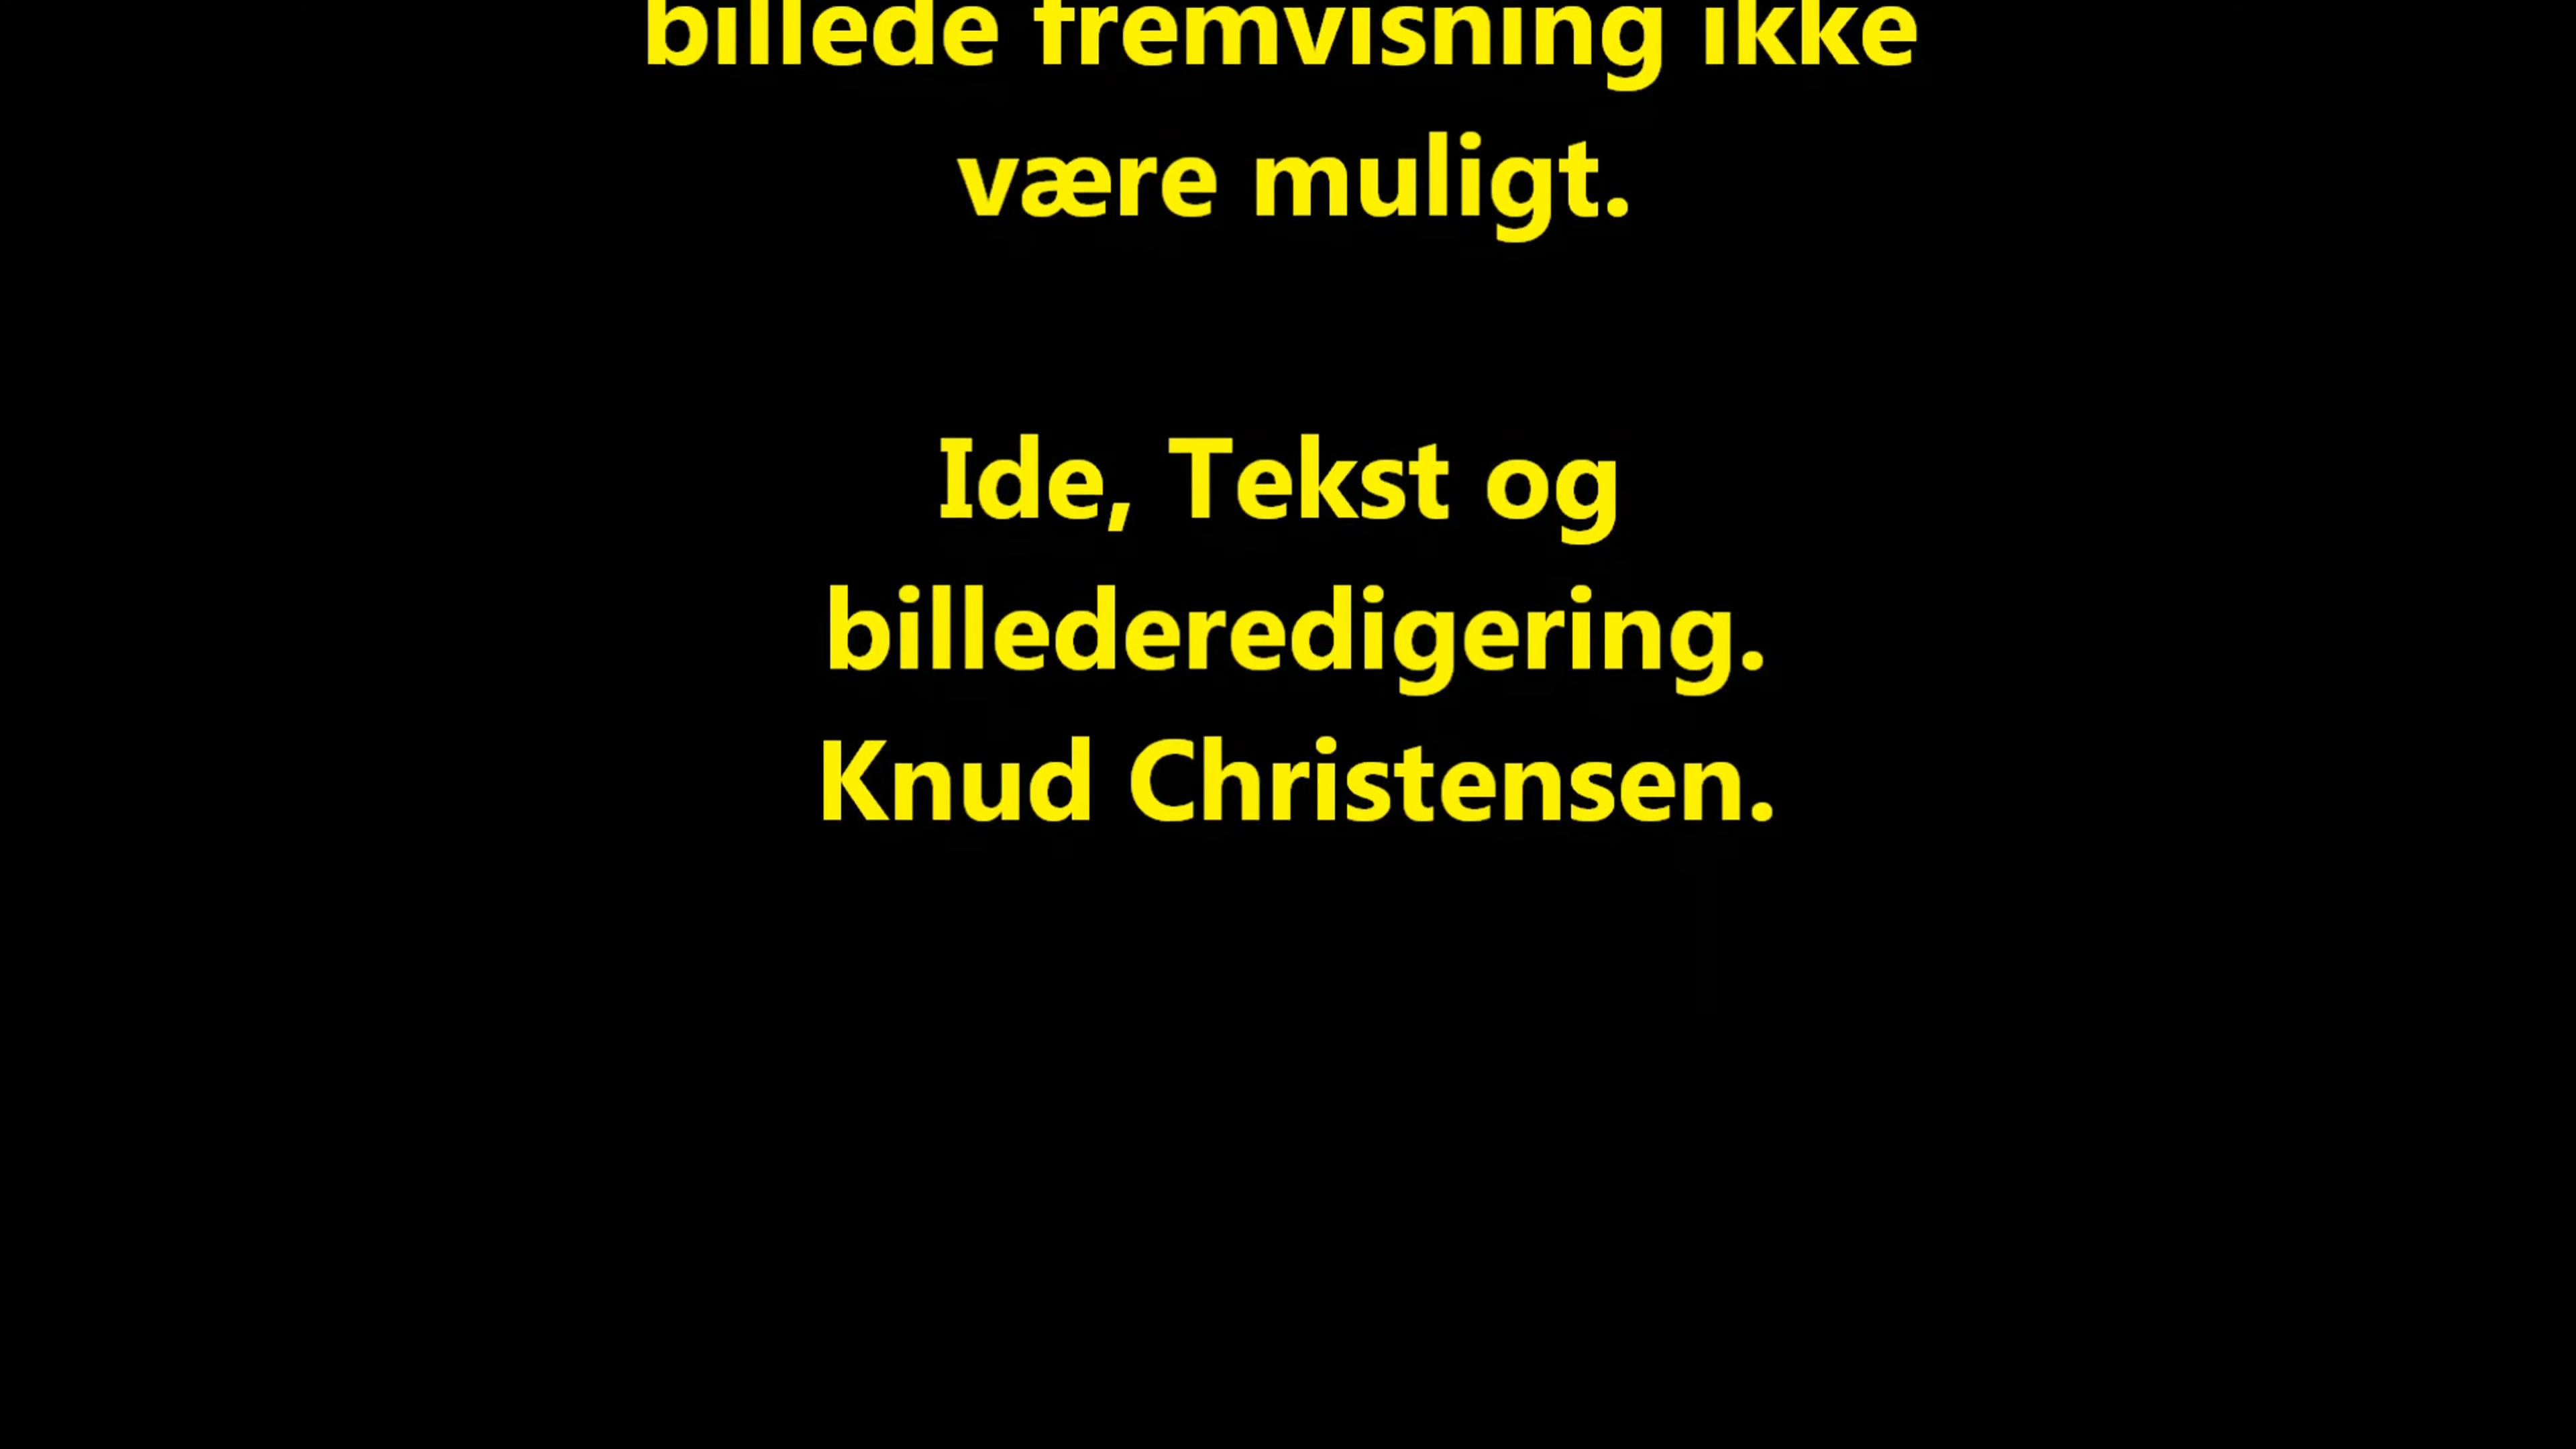 billede fremvisning ikke
være muligt.
Ide, Tekst og
billederedigering.
Knud Christensen.